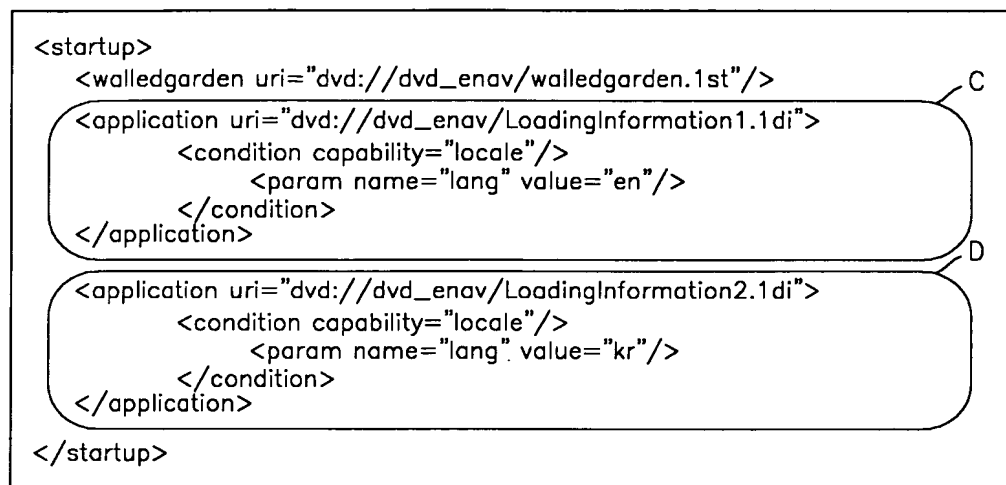 <startup>
<walledgarden uri="dvd://dvd_enav/walledgarden.1st"/>
C
<application uri="dvd://dvd_enav/LoadingInformation1.1di">
<condition capability="locale"/>
<param name="lang" value="en"/>
</condition>
</application>
D
<application uri="dvd://dvd_enav/LoadingInformation2.1di">
<condition capability="locale"/>
<param name="lang" value="kr"/>
</condition>
</application>
</startup>